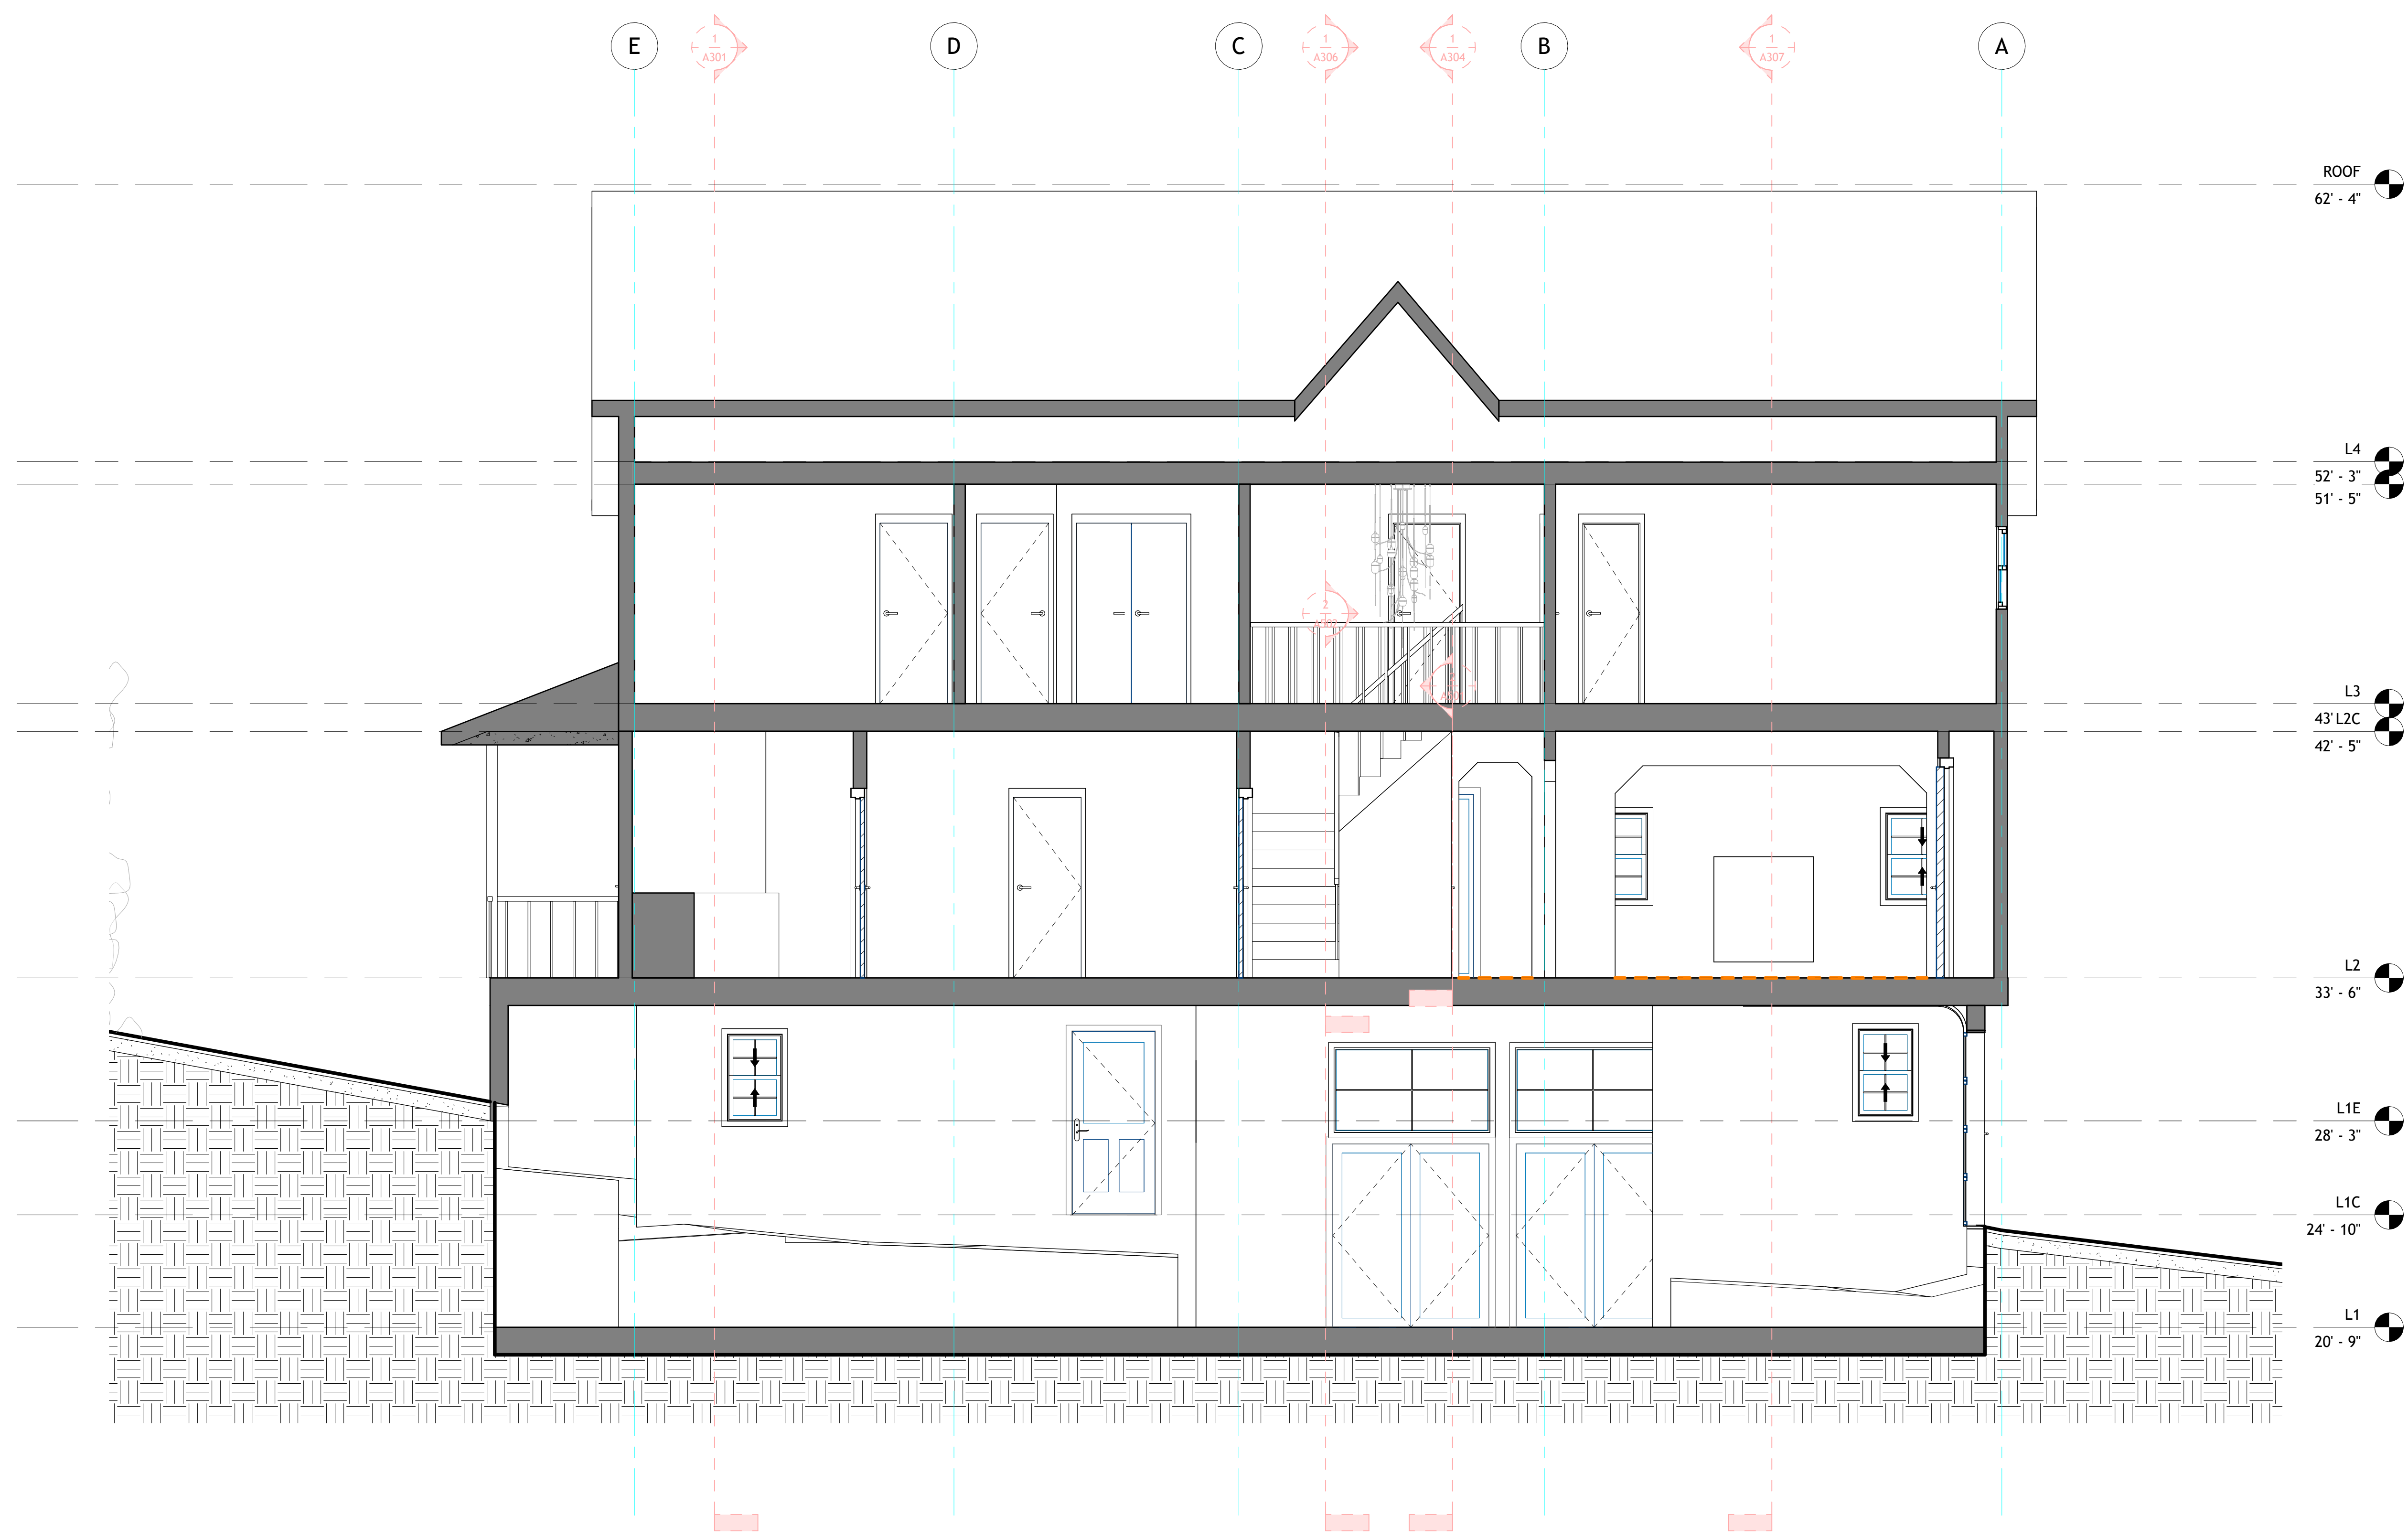 E
D
C
B
A
1
A301
1
A306
1
A304
1
A307
ROOF
62' - 4"
L4
52' - 3"
51' - 5"
2
L3
43'
L2C
42' - 5"
L2
33' - 6"
L1E
28' - 3"
L1C
24' - 10"
L1
20' - 9"